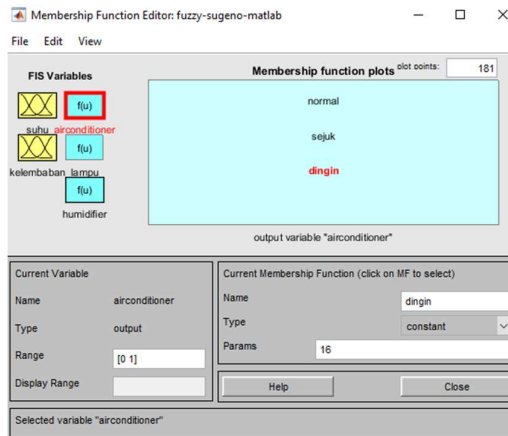 Membership Function Editor: fuzzy-sugeno-matlab
File Edit View
FIS Variables
f(u)
suhu airconditioner
f(u)
kelembaban lampu
f(u)
humidifier
Membership function plots plot points: 181
normal
sejuk
dingin
output variable "airconditioner"
Current Variable
Name airconditioner
Type output
Range [0 1]
Display Range
Current Membership Function (click on MF to select)
Name dingin
Type constant
Params 16
Help Close
Selected variable "airconditioner"